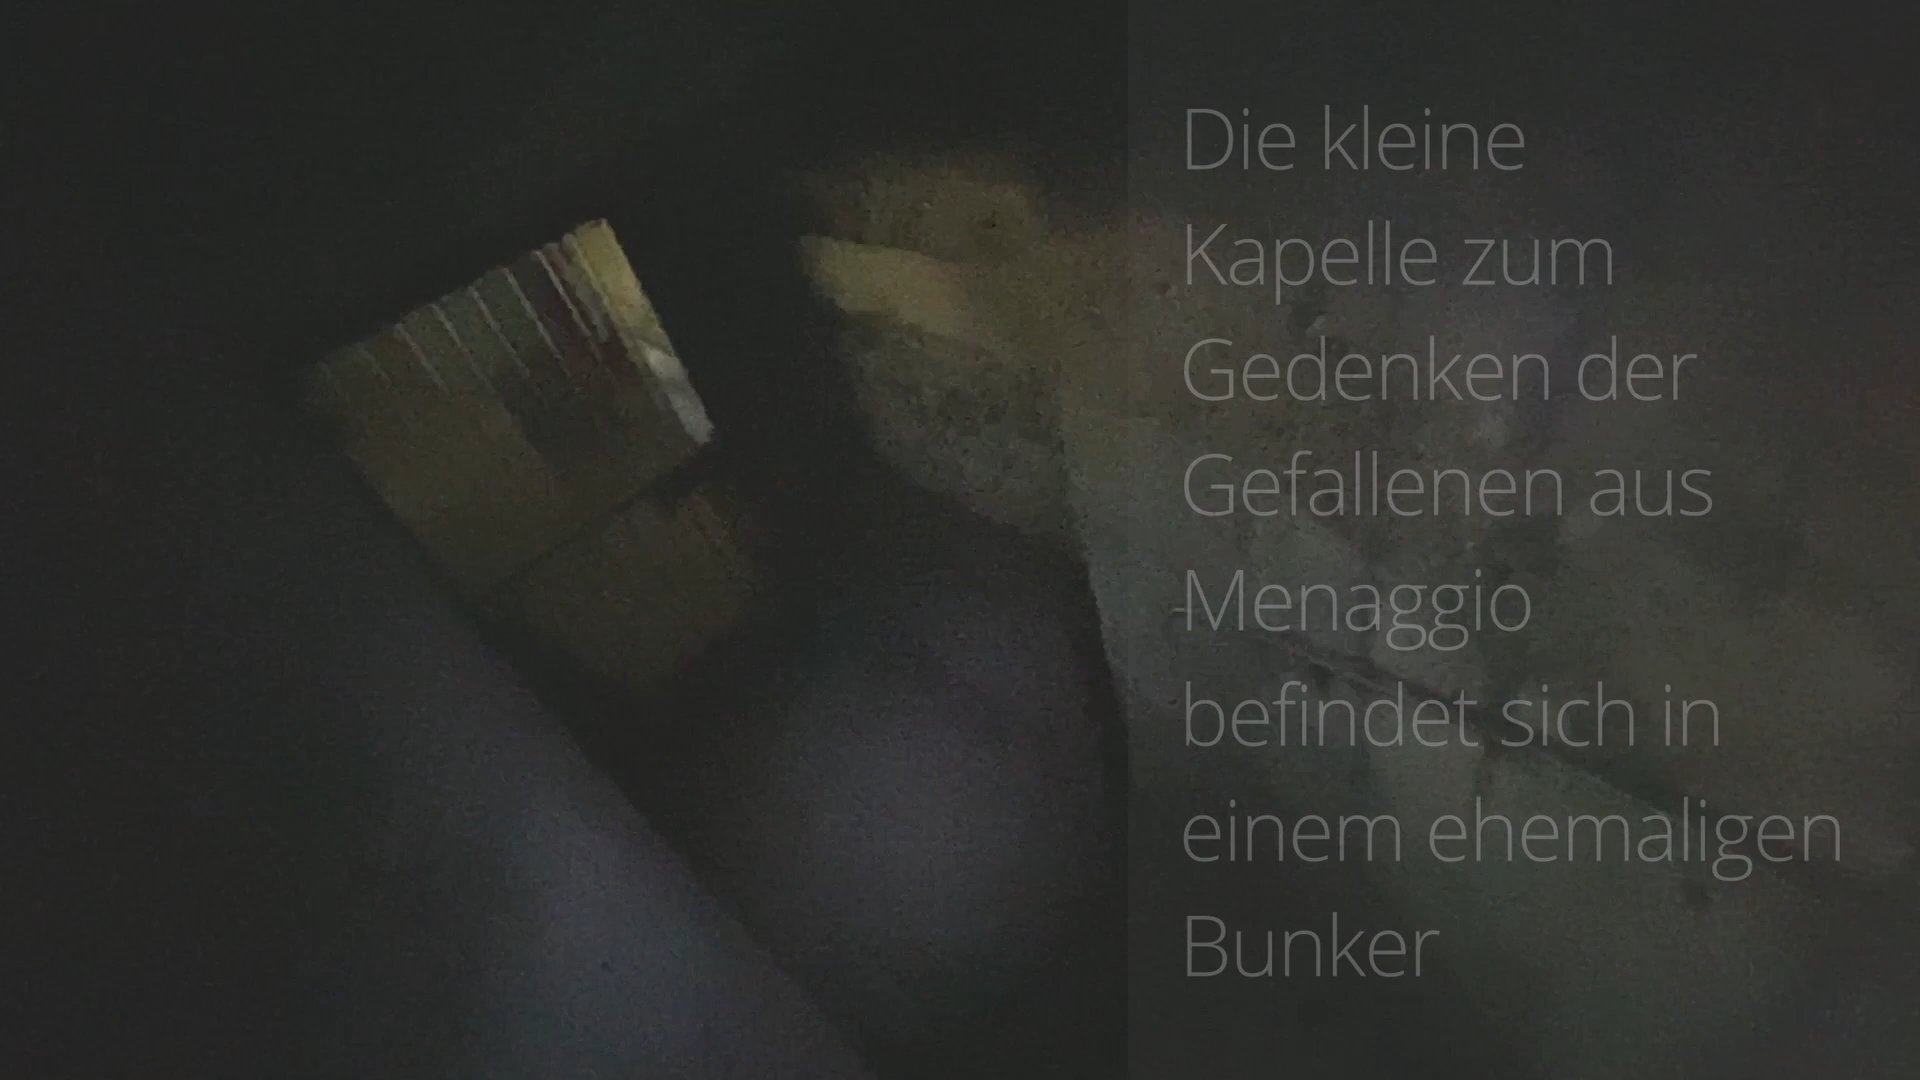 Die kleine
Kapelle zum
Gedenken der
Gefallenen aus
Menaggio
befindet sich in
einem ehemaligen
Bunker